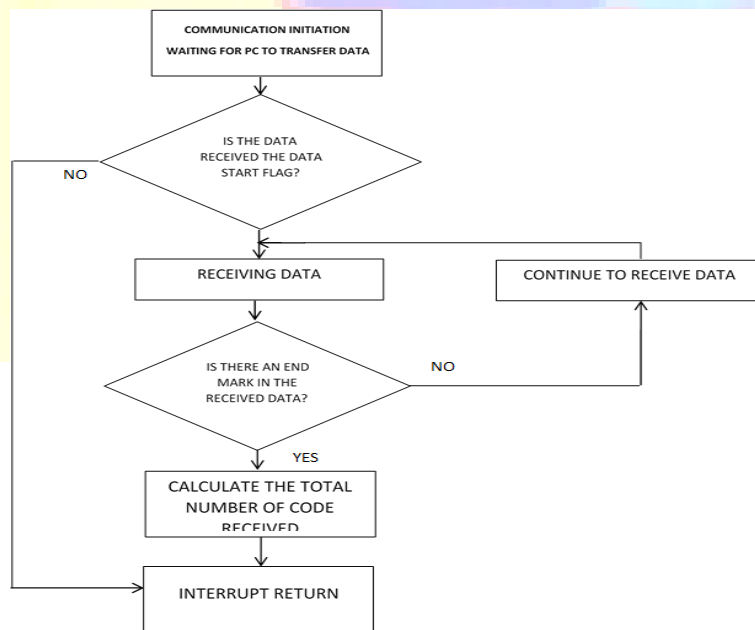 COMMUNICATION INITIATION
WAITING FOR PC TO TRANSFER DATA
IS THE DATA
RECEIVED THE DATA
START FLAG?
NO
RECEIVING DATA
CONTINUE TO RECEIVE DATA
IS THERE AN END
MARK IN THE
RECEIVED DATA?
NO
YES
CALCULATE THE TOTAL
NUMBER OF CODE
RECEIVED
INTERRUPT RETURN